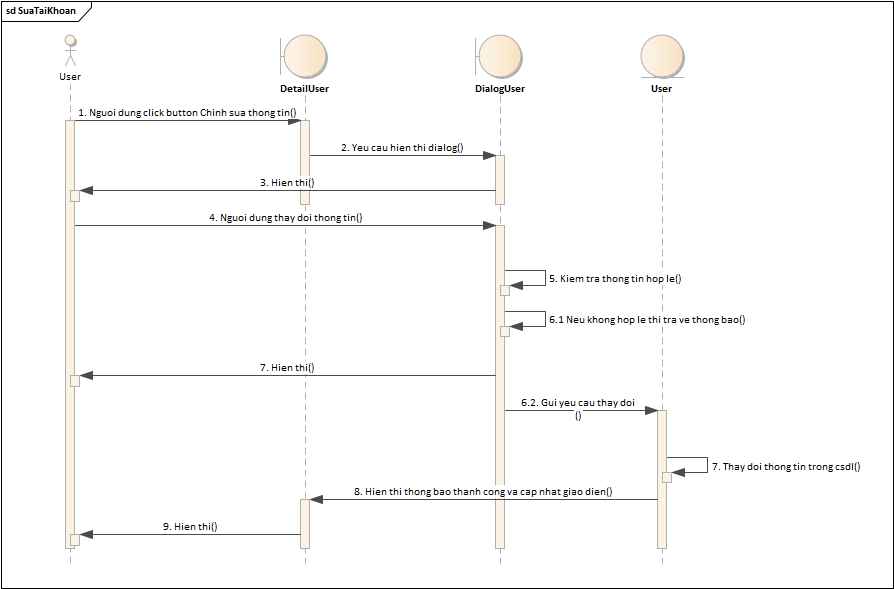 sd SuaTaiKhoan
User
DetailUser
DialogUser
User
1. Nguoi dung click button Chinh sua thong tin()
2. Yeu cau hien thi dialog()
3. Hien thi()
4. Nguoi dung thay doi thong tin()
5. Kiem tra thong tin hop le()
6.1 Neu khong hop le thi tra ve thong bao()
7. Hien thi()
6.2. Gui yeu cau thay doi
()
7. Thay doi thong tin trong csdl()
8. Hien thi thong bao thanh cong va cap nhat giao dien()
9. Hien thi()